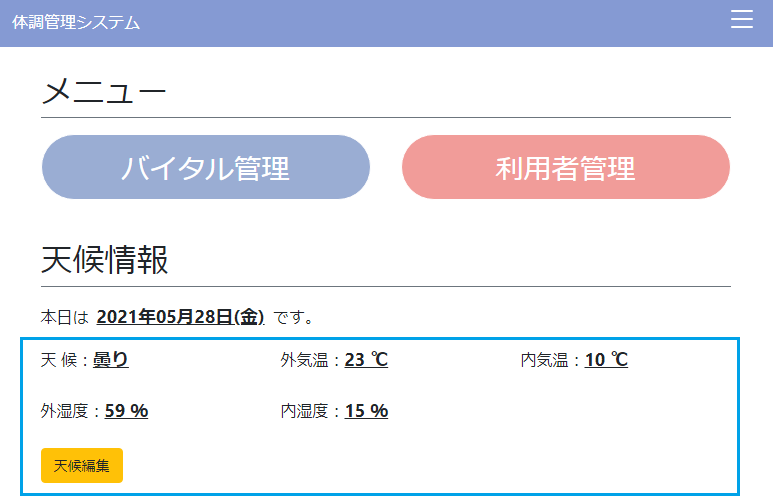 体調管理システム
メニュー
バイタル管理 利用者管理
天候情報
本日は 2021年05月28日(金) です。
天 候：曇り 外気温：23 ℃ 内気温：10 ℃
外湿度：59 % 内湿度：15 %
天候編集